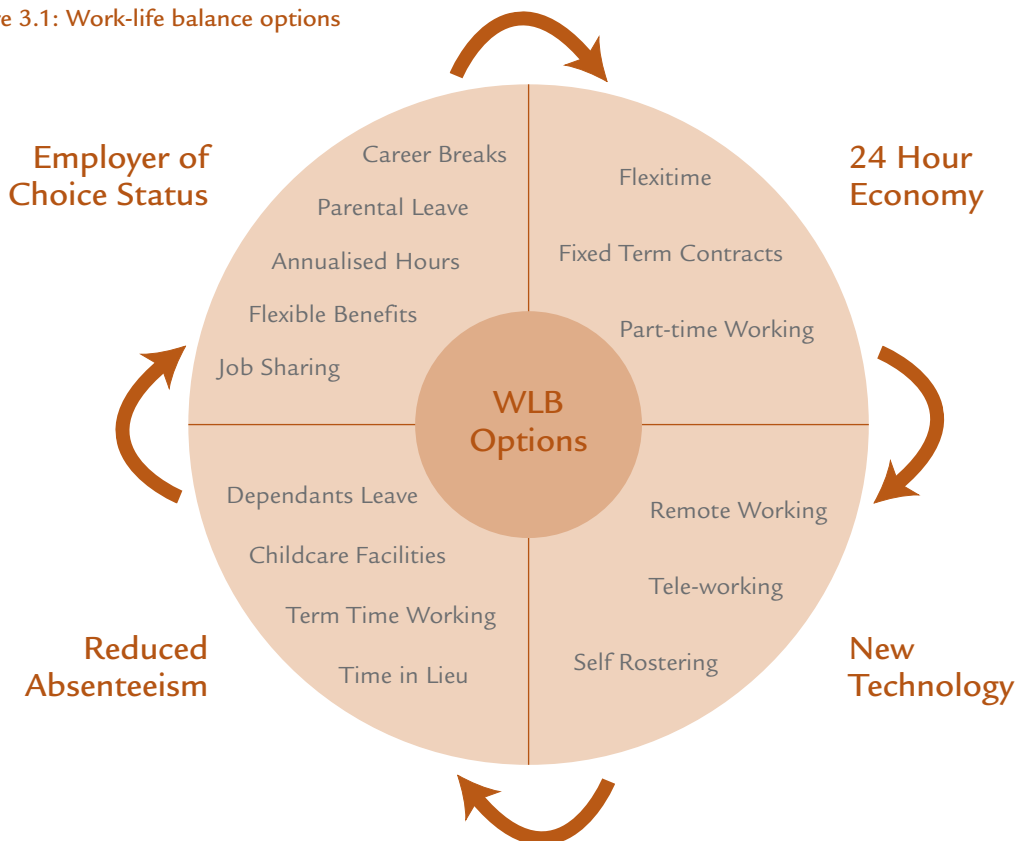 3.1: Work-life balance options
Employer of
Choice Status
Career Breaks
Parental Leave
Annualised Hours
Flexible Benefits
Job Sharing
Flexitime
Fixed Term Contracts
Part-time Working
24 Hour
Economy
WLB
Options
Dependants Leave
Childcare Facilities
Term Time Working
Time in Lieu
Reduced
Absenteeism
Remote Working
Tele-working
Self Rostering
New
Technology